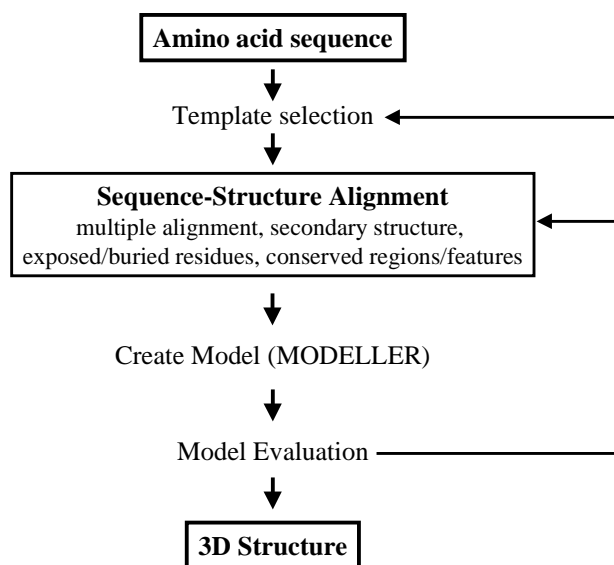 Amino acid sequence
Template selection
Sequence-Structure Alignment
multiple alignment, secondary structure,
exposed/buried residues, conserved regions/features
Create Model (MODELLER)
Model Evaluation
3D Structure